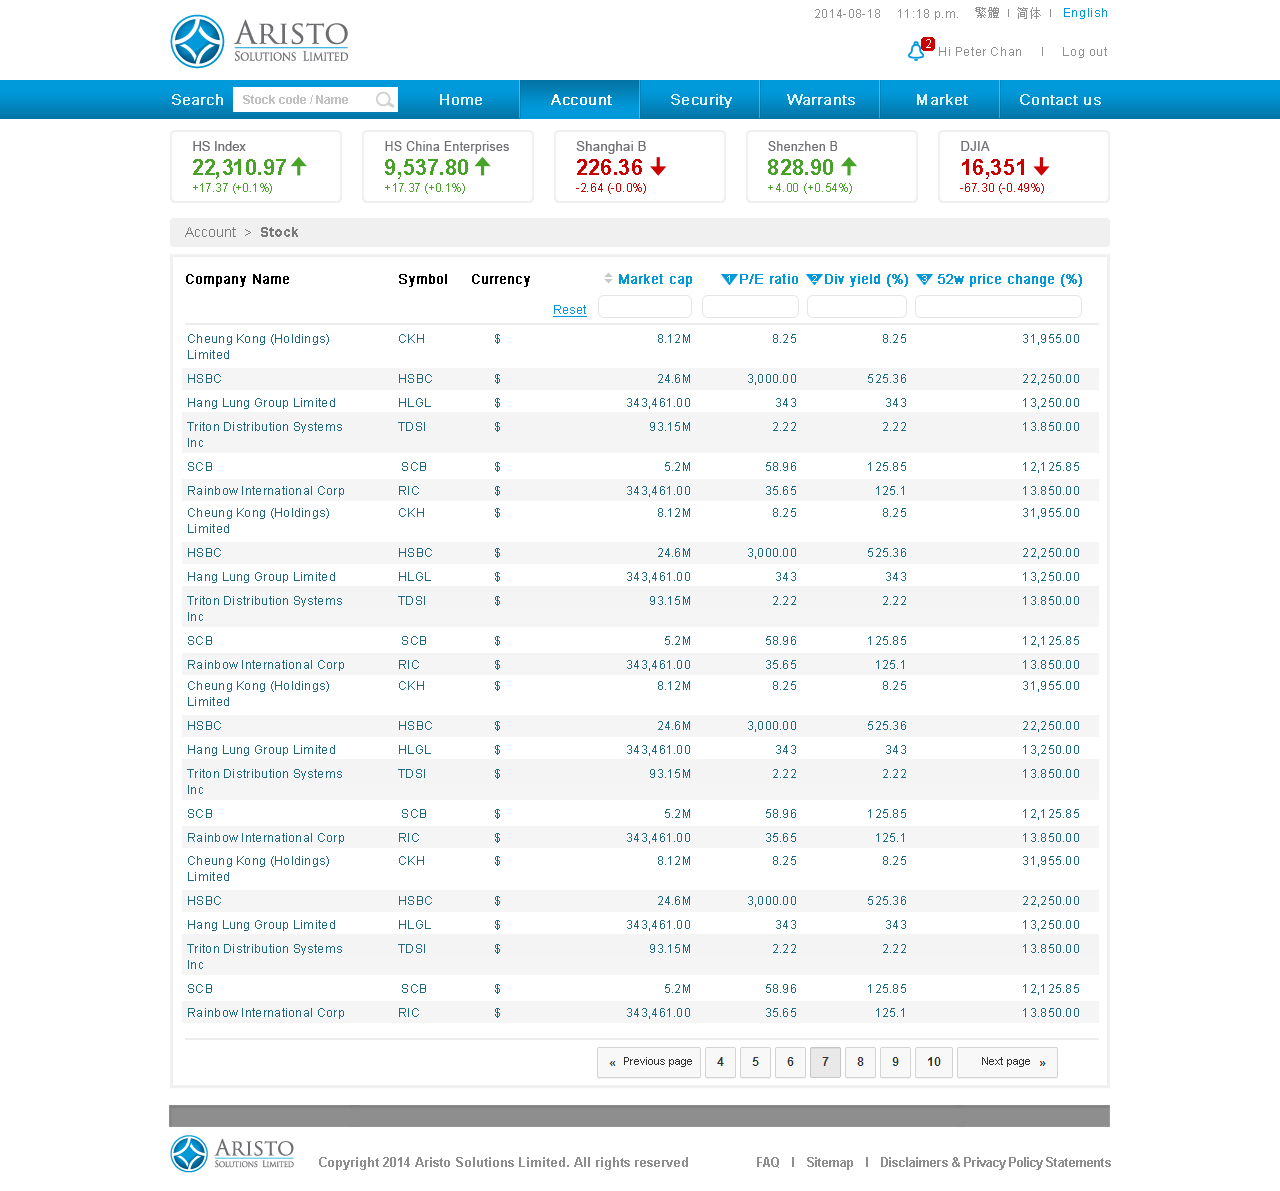 2014-08-18 11:18 p.m. 繁體 | 简体 | English
ARISTO
SOLUTIONS LIMITED
2 Hi Peter Chan | Log out
Search Stock code / Name Home Account Security Warrants Market Contact us
HS Index HS China Enterprises Shanghai B Shenzhen B DJIA
22,310.97 9,537.80 226.36 828.90 16,351
+17.37 (+0.1%) +17.37 (+0.1%) -2.64 (-0.0%) +4.00 (+0.54%) -67.30 (-0.49%)
Account > Stock
Company Name Symbol Currency Market cap 1 P/E ratio 2 Div yield (%) 3 52w price change (%)
Reset
Cheung Kong (Holdings) CKH $ 8.12M 8.25 8.25 31,955.00
Limited
HSBC HSBC $ 24.6M 3,000.00 525.36 22,250.00
Hang Lung Group Limited HLGL $ 343,461.00 343 343 13,250.00
Triton Distribution Systems TDSI $ 93.15M 2.22 2.22 13.850.00
Inc
SCB SCB $ 5.2M 58.96 125.85 12,125.85
Rainbow International Corp RIC $ 343,461.00 35.65 125.1 13.850.00
Cheung Kong (Holdings) CKH $ 8.12M 8.25 8.25 31,955.00
Limited
HSBC HSBC $ 24.6M 3,000.00 525.36 22,250.00
Hang Lung Group Limited HLGL $ 343,461.00 343 343 13,250.00
Triton Distribution Systems TDSI $ 93.15M 2.22 2.22 13.850.00
Inc
SCB SCB $ 5.2M 58.96 125.85 12,125.85
Rainbow International Corp RIC $ 343,461.00 35.65 125.1 13.850.00
Cheung Kong (Holdings) CKH $ 8.12M 8.25 8.25 31,955.00
Limited
HSBC HSBC $ 24.6M 3,000.00 525.36 22,250.00
Hang Lung Group Limited HLGL $ 343,461.00 343 343 13,250.00
Triton Distribution Systems TDSI $ 93.15M 2.22 2.22 13.850.00
Inc
SCB SCB $ 5.2M 58.96 125.85 12,125.85
Rainbow International Corp RIC $ 343,461.00 35.65 125.1 13.850.00
Cheung Kong (Holdings) CKH $ 8.12M 8.25 8.25 31,955.00
Limited
HSBC HSBC $ 24.6M 3,000.00 525.36 22,250.00
Hang Lung Group Limited HLGL $ 343,461.00 343 343 13,250.00
Triton Distribution Systems TDSI $ 93.15M 2.22 2.22 13.850.00
Inc
SCB SCB $ 5.2M 58.96 125.85 12,125.85
Rainbow International Corp RIC $ 343,461.00 35.65 125.1 13.850.00
« Previous page 4 5 6 7 8 9 10 Next page »
ARISTO
SOLUTIONS LIMITED
Copyright 2014 Aristo Solutions Limited. All rights reserved FAQ | Sitemap | Disclaimers & Privacy Policy Statements